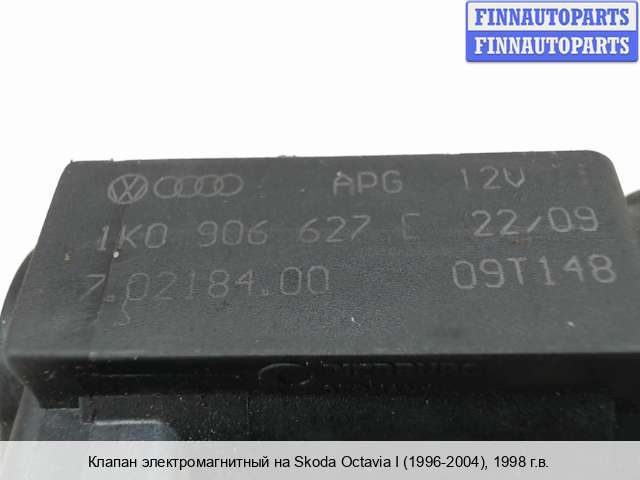 FINNAUTOPARTS
FINNAUTOPARTS
APG 12V
1K0 906 627 E 22/09
7.02184.00 09T148
Клапан электромагнитный на Skoda Octavia I (1996-2004), 1998 г.в.